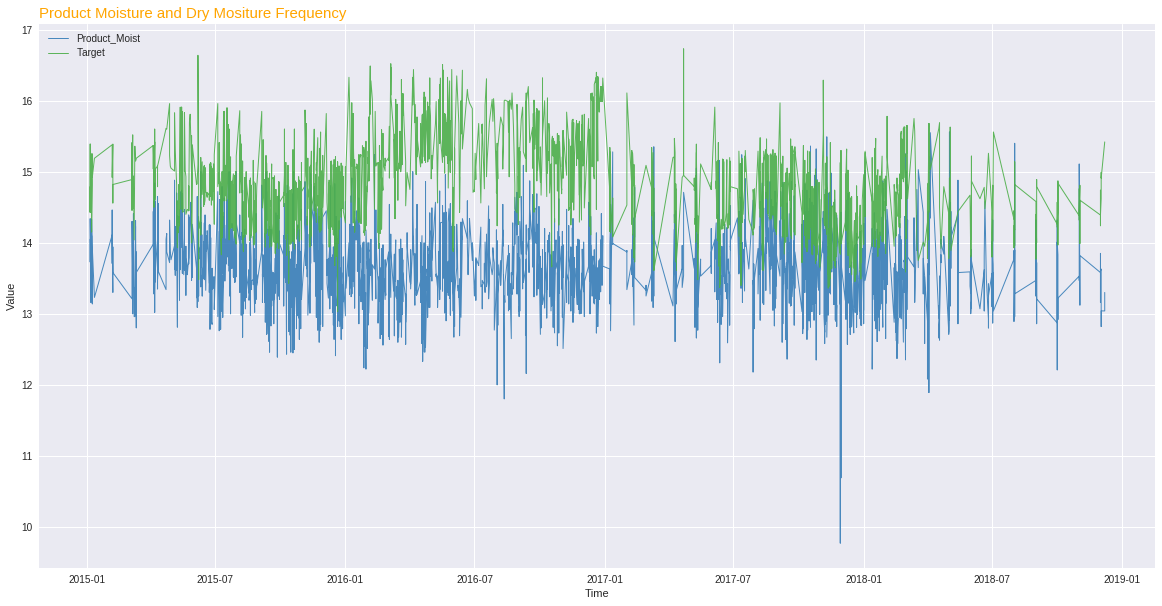 Product Moisture and Dry Mositure Frequency
Product_Moist
Target
17
16
15
14
13
12
11
10
Value
2015-01 2015-07 2016-01 2016-07 2017-01 2017-07 2018-01 2018-07 2019-01
Time